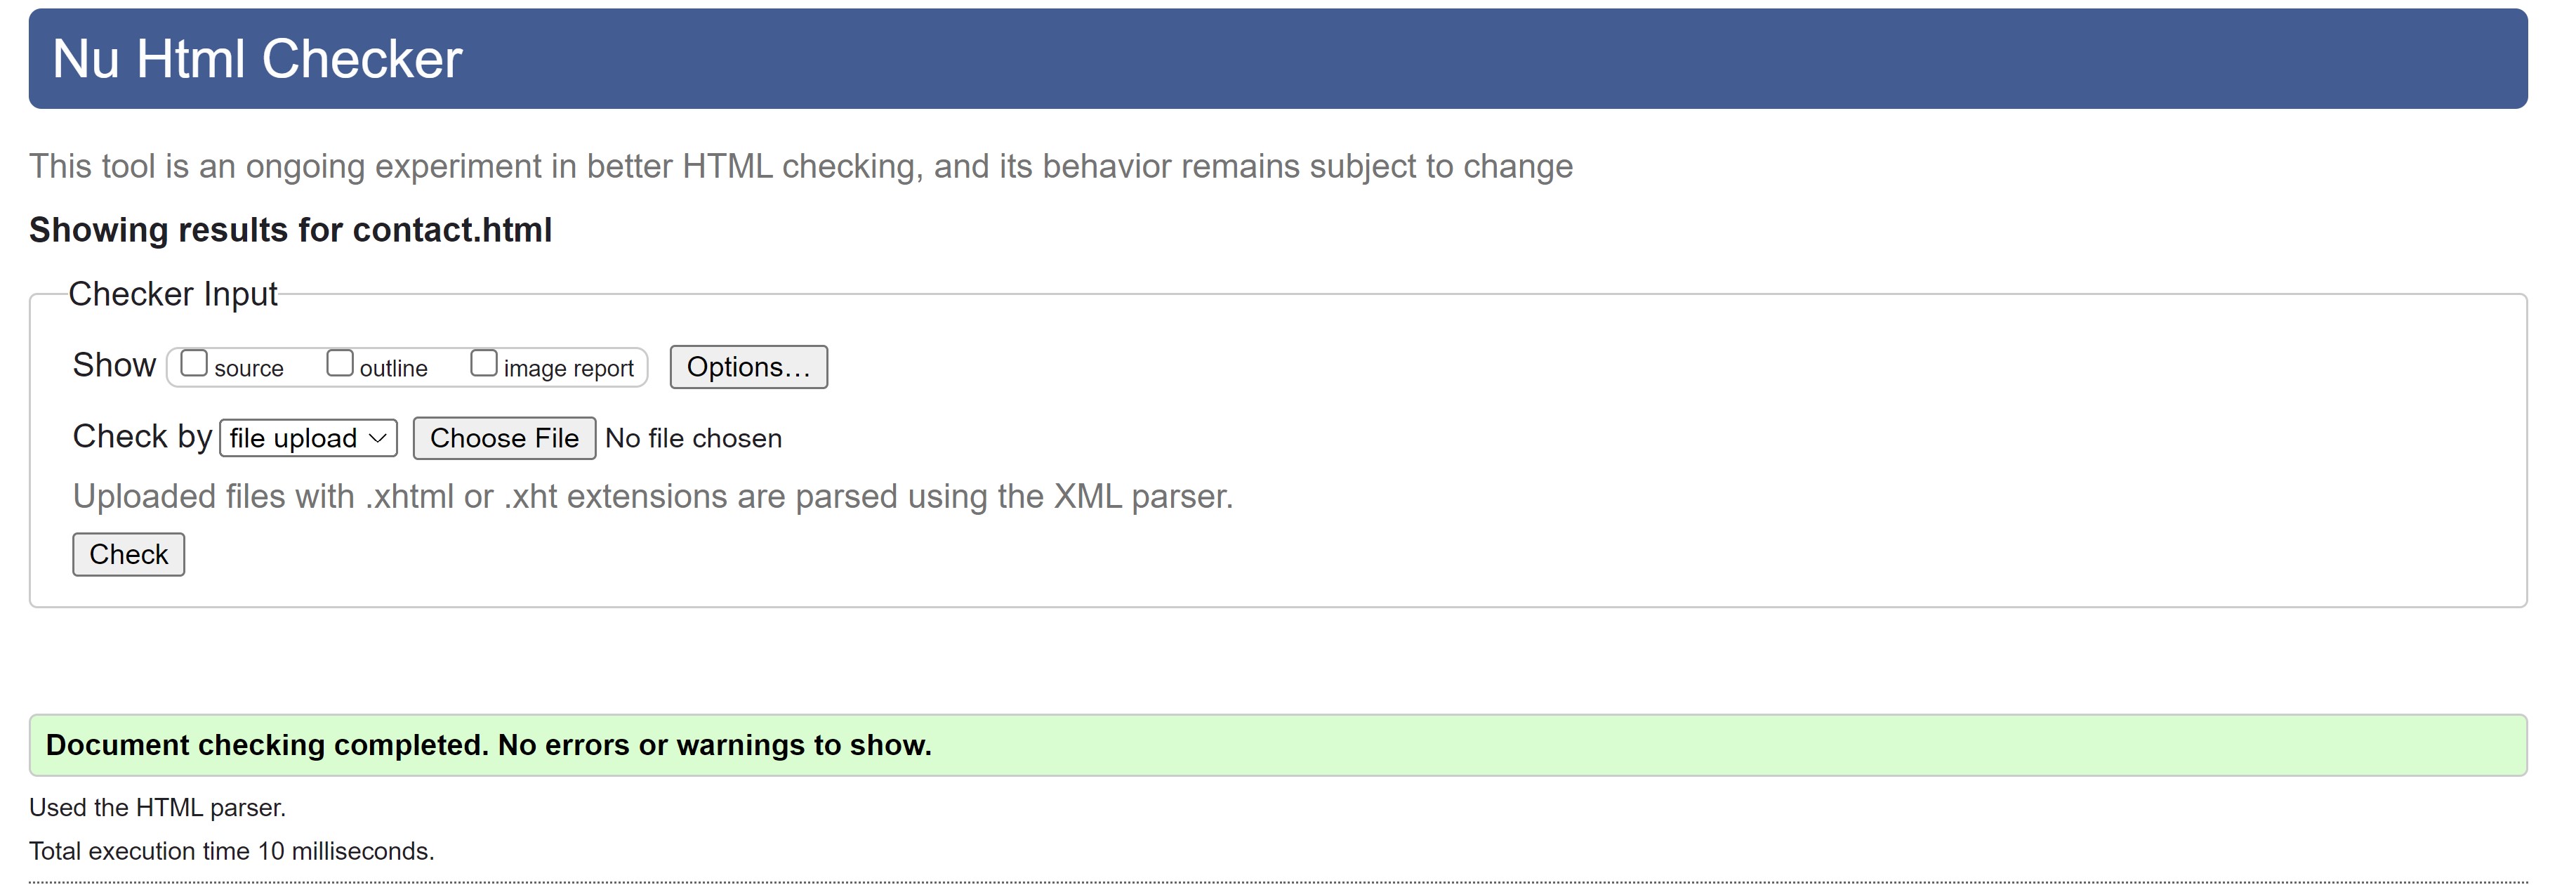 Nu Html Checker
This tool is an ongoing experiment in better HTML checking, and its behavior remains subject to change
Showing results for contact.html
Checker Input
Show source outline image report Options...
Check by file upload Choose File No file chosen
Uploaded files with .xhtml or .xht extensions are parsed using the XML parser.
Check
Document checking completed. No errors or warnings to show.
Used the HTML parser.
Total execution time 10 milliseconds.